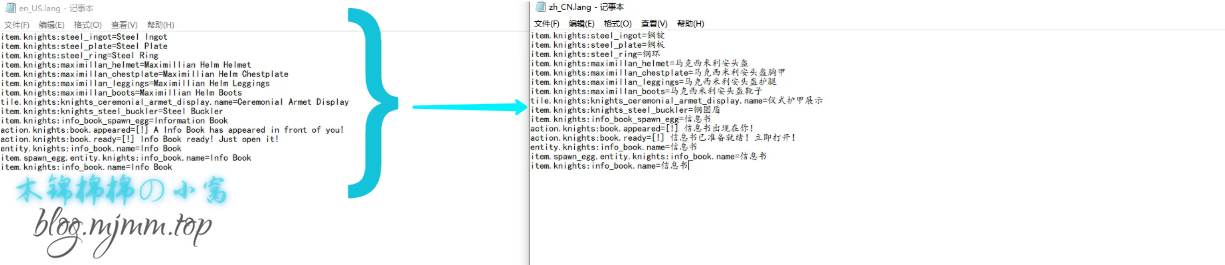 en_US.lang - 记事本
文件(F) 编辑(E) 格式(O) 查看(V) 帮助(H)
item.knights:steel_ingot=Steel Ingot
item.knights:steel_plate=Steel Plate
item.knights:steel_ring=Steel Ring
item.knights:maximillan_helmet=Maximillian Helm Helmet
item.knights:maximillan_chestplate=Maximillian Helm Chestplate
item.knights:maximillan_leggings=Maximillian Helm Leggings
item.knights:maximillan_boots=Maximillian Helm Boots
tile.knights:knights_ceremonial_armet_display.name=Ceremonial Armet Display
item.knights:knights_steel_buckler=Steel Buckler
item.knights:info_book_spawn_egg=Information Book
action.knights:book.appeared=[!] A Info Book has appeared in front of you!
action.knights:book.ready=[!] Info Book ready! Just open it!
entity.knights:info_book.name=Info Book
item.spawn_egg.entity.knights:info_book.name=Info Book
item.knights:info_book.name=Info Book
木锦棉棉の小窝
blog.mjmm.top
zh_CN.lang - 记事本
文件(F) 编辑(E) 格式(O) 查看(V) 帮助(H)
item.knights:steel_ingot=钢锭
item.knights:steel_plate=钢板
item.knights:steel_ring=钢环
item.knights:maximillan_helmet=马克西米利安头盔
item.knights:maximillan_chestplate=马克西米利安头盔胸甲
item.knights:maximillan_leggings=马克西米利安头盔护腿
item.knights:maximillan_boots=马克西米利安头盔靴子
tile.knights:knights_ceremonial_armet_display.name=仪式护甲展示
item.knights:knights_steel_buckler=钢圆盾
item.knights:info_book_spawn_egg=信息书
action.knights:book.appeared=[!] 信息书出现在你!
action.knights:book.ready=[!] 信息书已准备就绪! 立即打开!
entity.knights:info_book.name=信息书
item.spawn_egg.entity.knights:info_book.name=信息书
item.knights:info_book.name=信息书